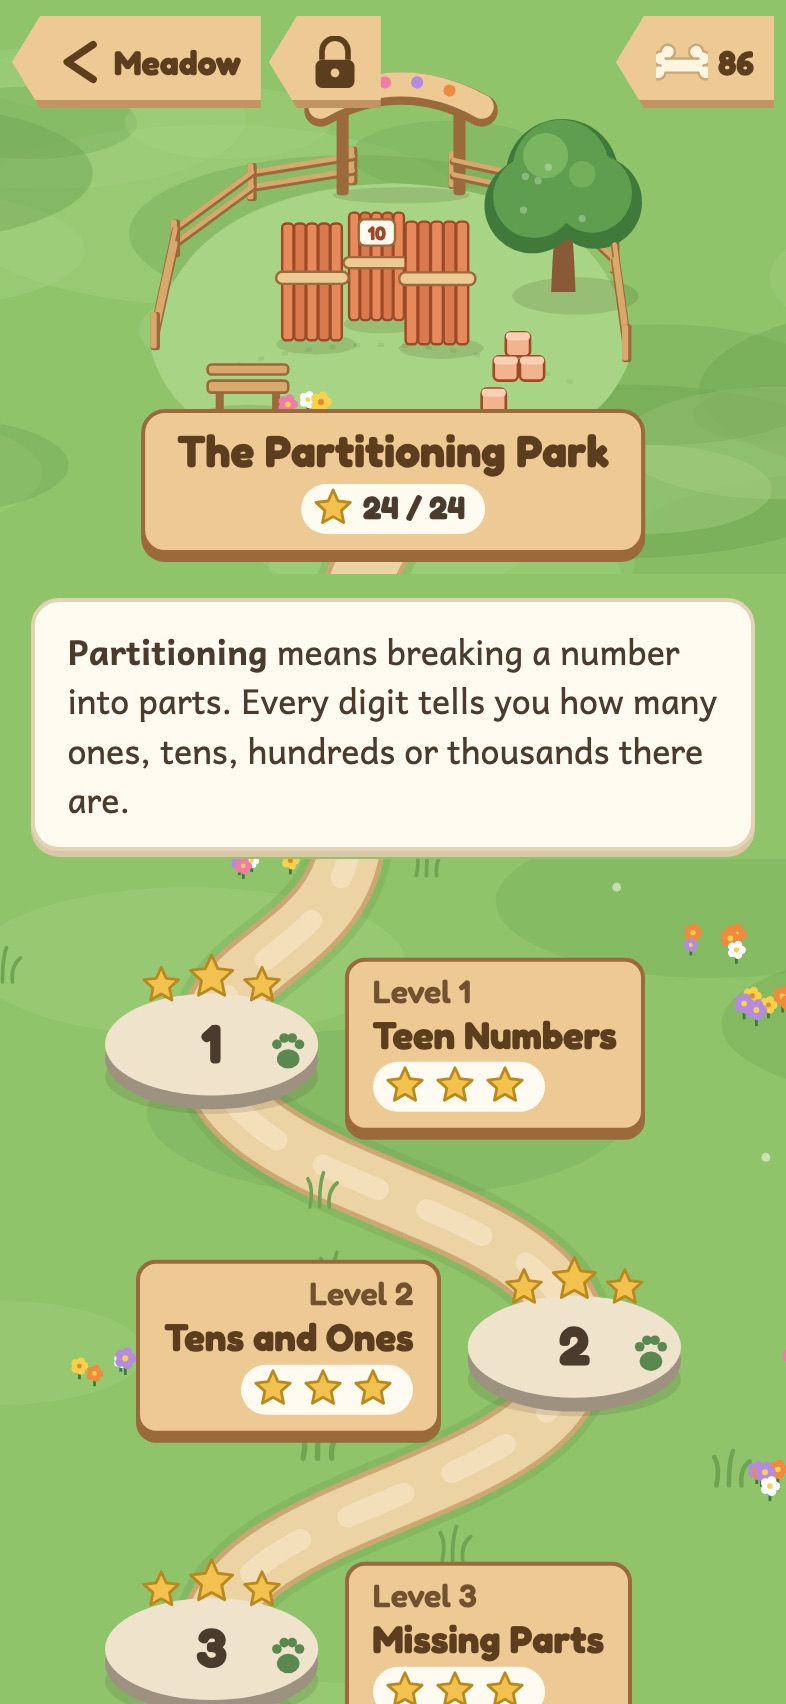 Meadow
86
10
The Partitioning Park
24 / 24
Partitioning means breaking a number
into parts. Every digit tells you how many
ones, tens, hundreds or thousands there
are.
1
Level 1
Teen Numbers
Level 2
Tens and Ones
2
3
Level 3
Missing Parts